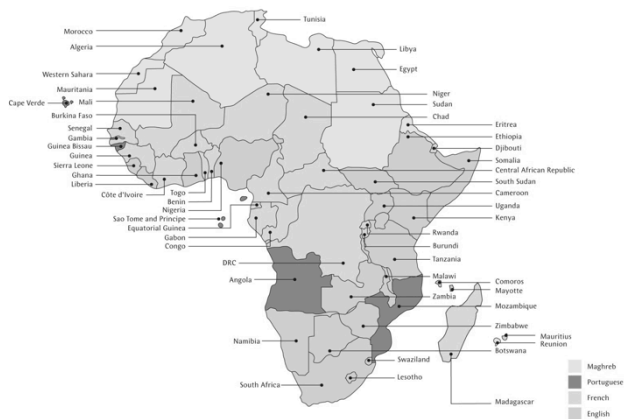 Tunisia
Morocco
Algeria
Libya
Egypt
Western Sahara
Mauritania
Cape Verde
Mali
Burkina Faso
Niger
Sudan
Chad
Senegal
Gambia
Guinea Bissau
Guinea
Sierra Leone
Ghana
Liberia
Côte d'Ivoire
Togo
Benin
Nigeria
Sao Tome and Principe
Equatorial Guinea
Gabon
Congo
Eritrea
Ethiopia
Djibouti
Somalia
Central African Republic
South Sudan
Cameroon
Uganda
Kenya
Rwanda
Burundi
Tanzania
DRC
Angola
Malawi
Comoros
Mayotte
Zambia
Mozambique
Zimbabwe
Mauritius
Reunion
Botswana
Namibia
Swaziland
Lesotho
South Africa
Madagascar
Maghreb
Portuguese
French
English